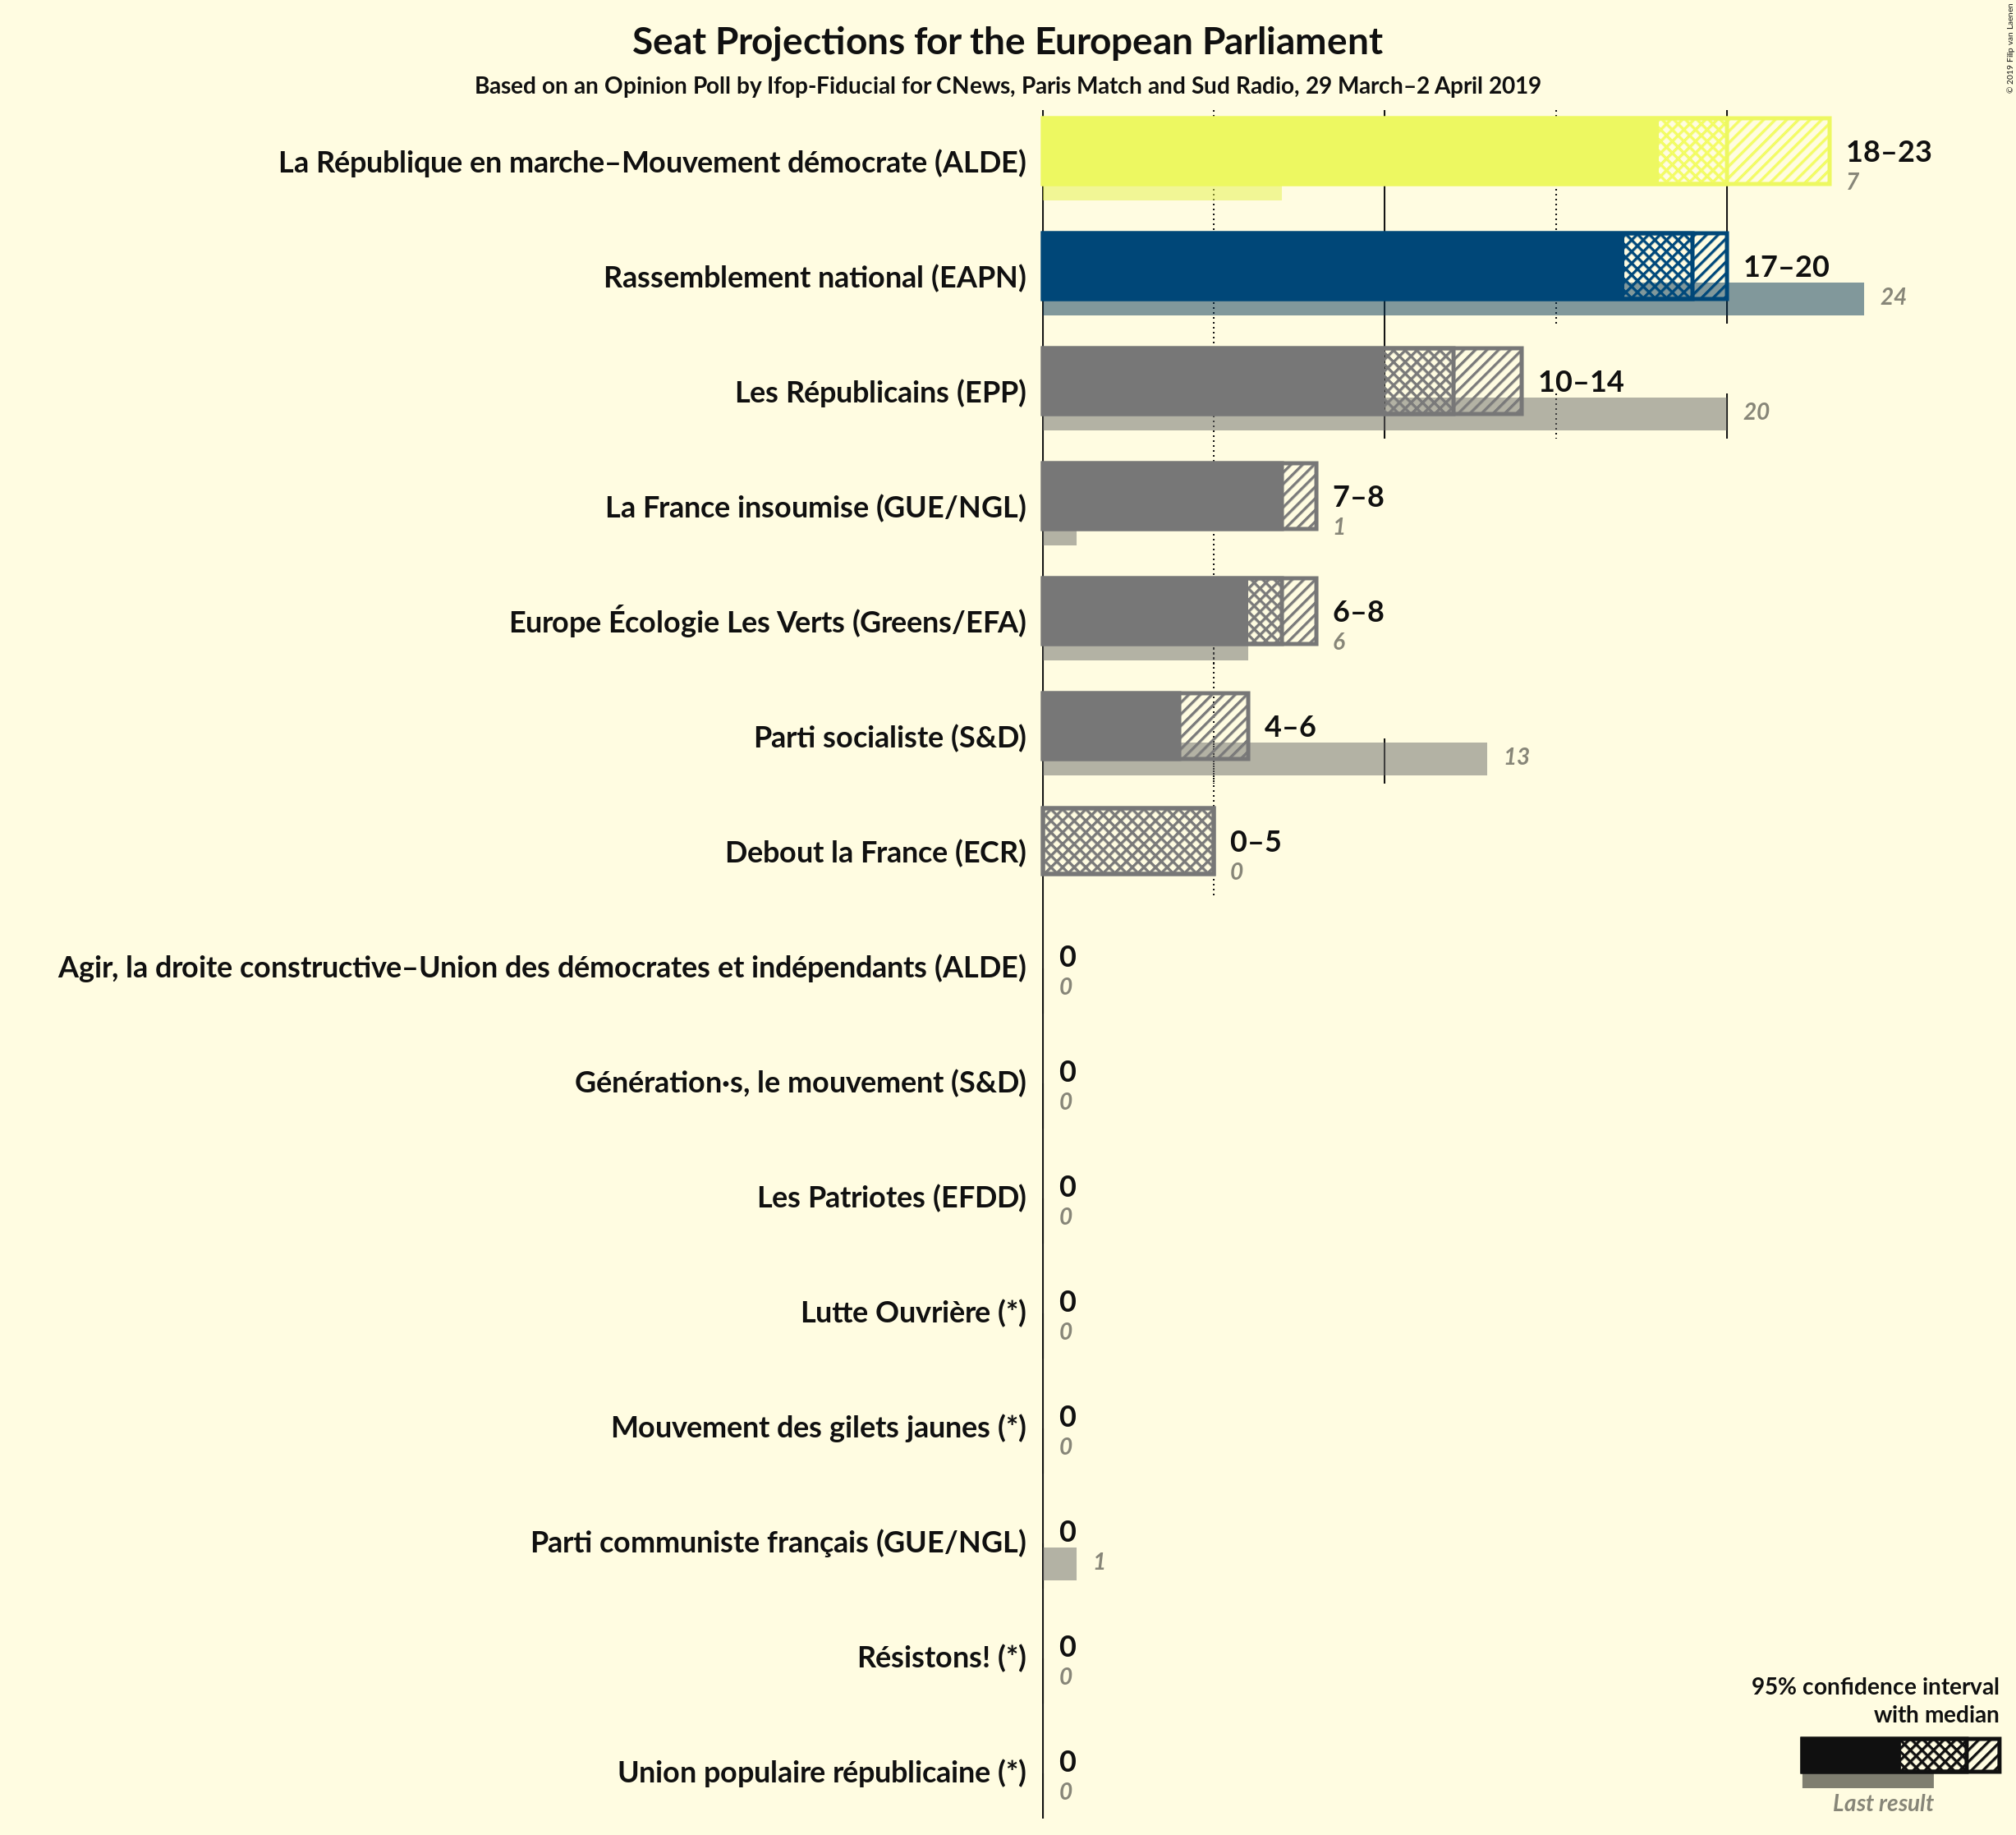 Seat Projections for the European Parliament
Based on an Opinion Poll by Ifop-Fiducial for CNews, Paris Match and Sud Radio, 29 March–2 April 2019
© 2019 Filip van Laenen
La République en marche–Mouvement démocrate (ALDE)
18–23
7
Rassemblement national (EAPN)
17–20
24
Les Républicains (EPP)
10–14
20
La France insoumise (GUE/NGL)
7–8
1
Europe Écologie Les Verts (Greens/EFA)
6–8
6
Parti socialiste (S&D)
4–6
13
Debout la France (ECR)
0–5
0
Agir, la droite constructive–Union des démocrates et indépendants (ALDE)
0
0
Génération·s, le mouvement (S&D)
0
0
Les Patriotes (EFDD)
0
0
Lutte Ouvrière (*)
0
0
Mouvement des gilets jaunes (*)
0
0
Parti communiste français (GUE/NGL)
0
1
Résistons! (*)
0
0
Union populaire républicaine (*)
0
0
95% confidence interval
with median
Last result